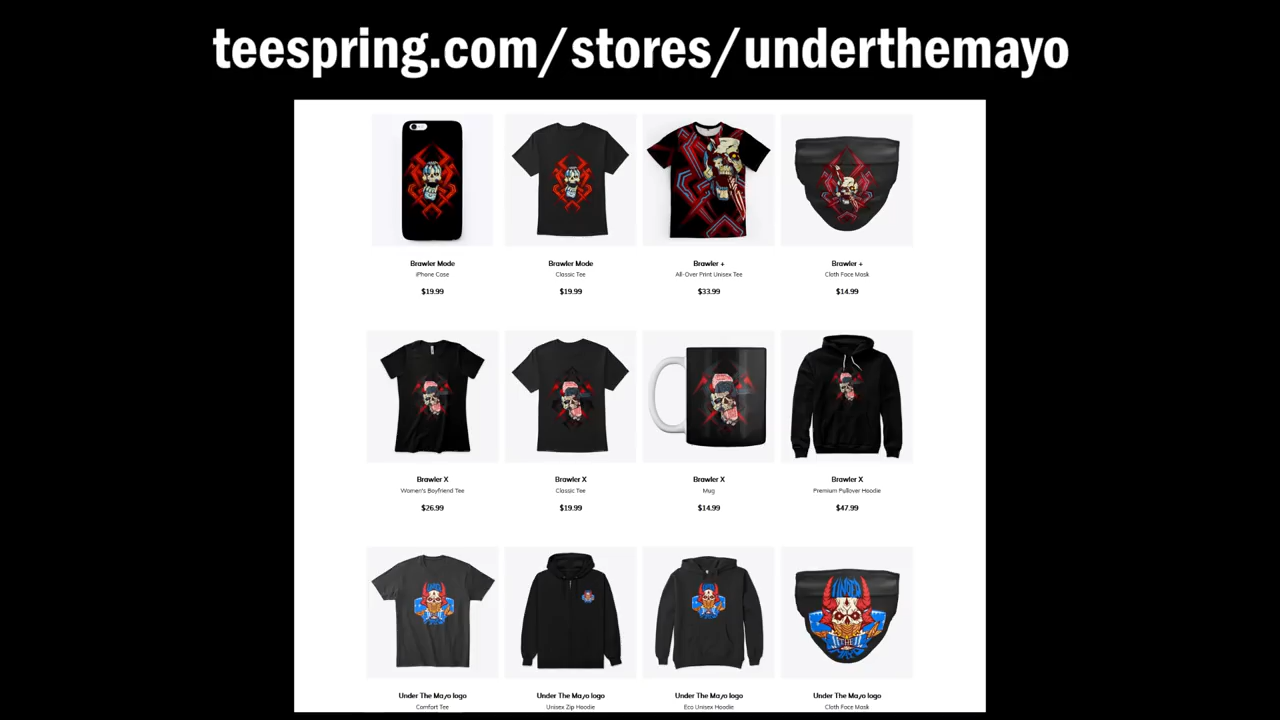 teespring.com/stores/underthemayo
Brawler Mode Brawler Mode Brawler + Brawler +
iPhone Case Classic Tee All-Over Print Unisex Tee Cloth Face Mask
$19.99 $19.99 $33.99 $14.99
Brawler X Brawler X Brawler X Brawler X
Women's Boyfriend Tee Classic Tee Mug Premium Pullover Hoodie
$26.99 $19.99 $14.99 $47.99
UNDER
THE
Under The Mayo logo Under The Mayo logo Under The Mayo logo Under The Mayo logo
Comfort Tee Unisex Zip Hoodie Eco Unisex Hoodie Cloth Face Mask